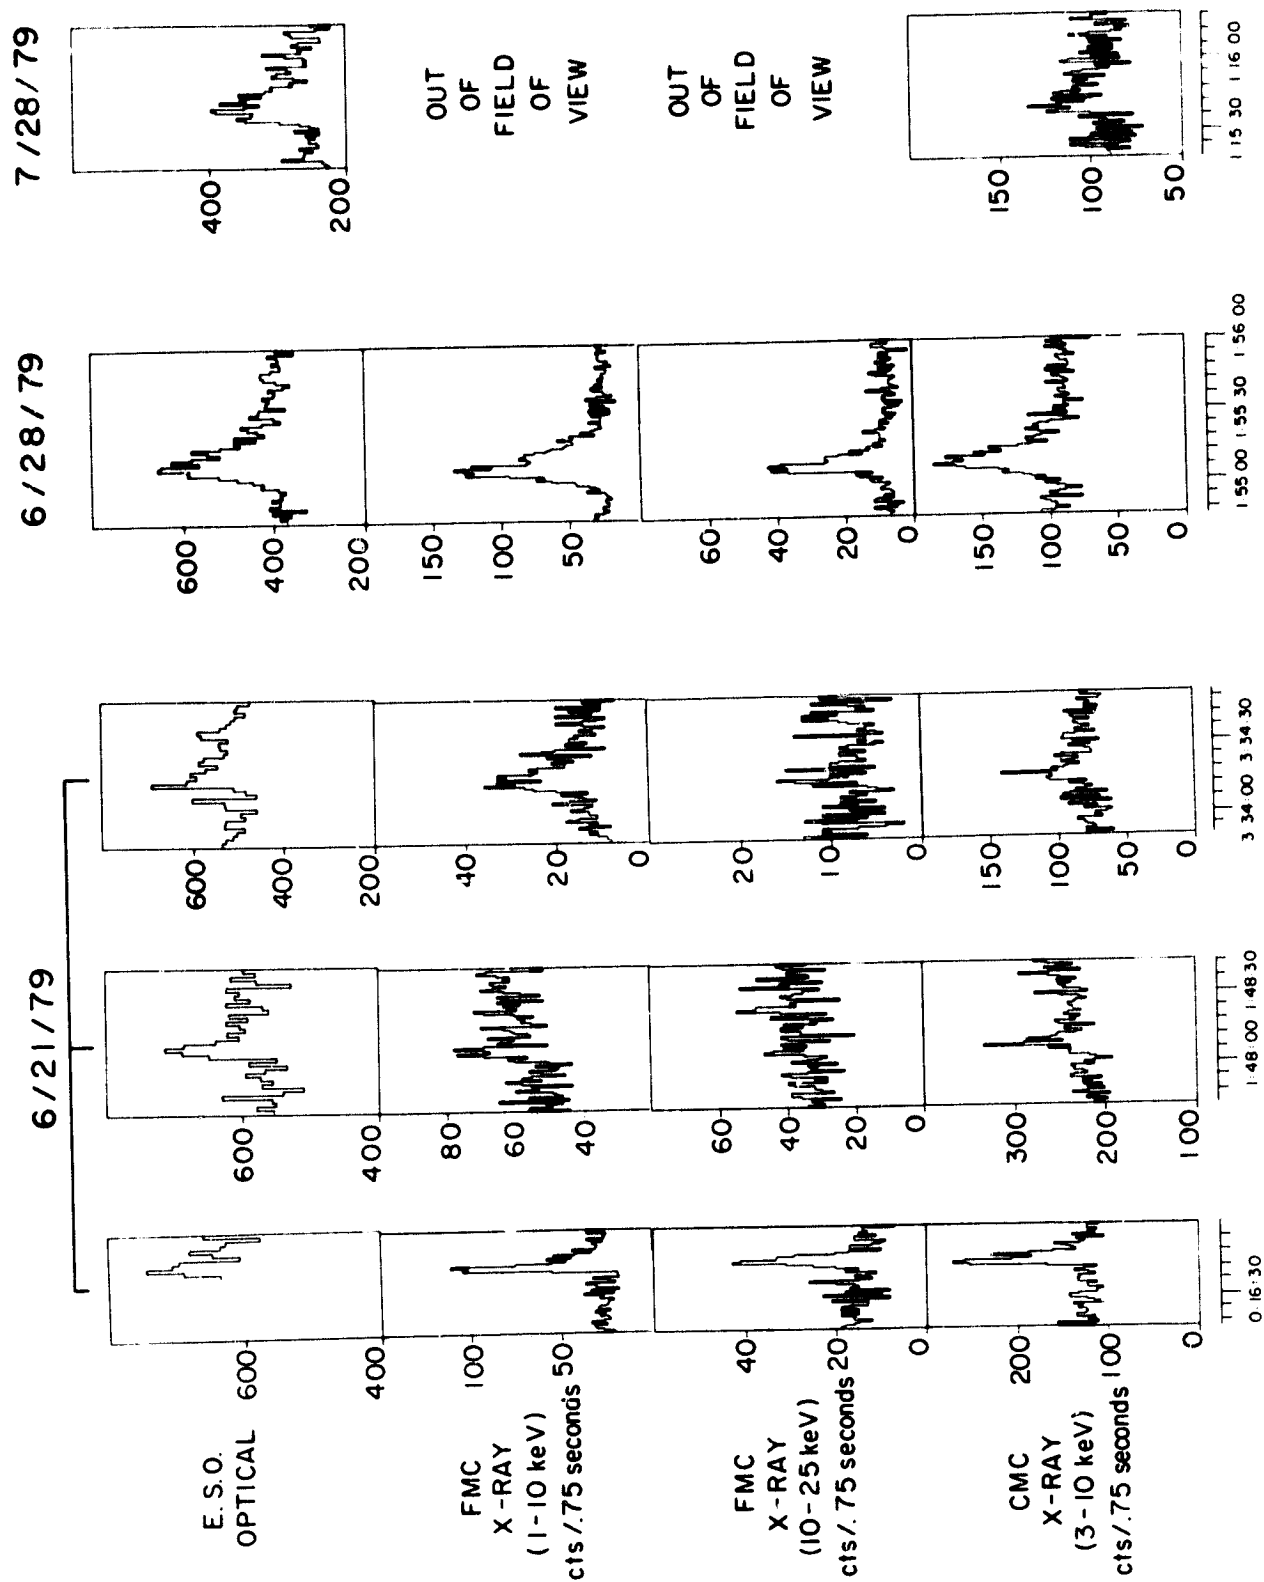 6/21/79
6/28/79
7/28/79
E.S.O.
OPTICAL
600
400
600
400
600
400
200
600
400
200
400
200
FMC
X-RAY
(1-10 keV)
cts/.75 seconds
100
50
80
60
40
40
20
0
150
100
50
OUT
OF
FIELD
OF
VIEW
FMC
X-RAY
(10-25 keV)
cts/.75 seconds
40
20
0
60
40
20
0
20
10
0
60
40
20
0
OUT
OF
FIELD
OF
VIEW
CMC
X-RAY
(3-10 keV)
cts/.75 seconds
200
100
0
300
200
100
150
100
50
0
150
100
50
0
150
100
50
0:16:30
1:48:00 1:48 30
3 34:00 3 34:30
1:55 00 1:55 30 1 56 00
1 15 30 1 16 00